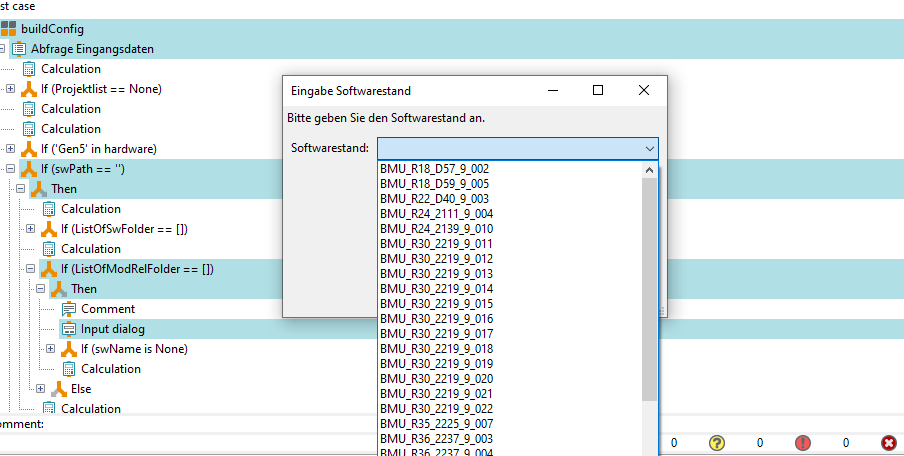 st case
buildConfig
Abfrage Eingangsdaten
Calculation
If (Projektlist == None)
Calculation
Calculation
If ('Gen5' in hardware)
If (swPath == '')
Then
Calculation
If (ListOfSwFolder == [])
Calculation
If (ListOfModRelFolder == [])
Then
Comment
Input dialog
If (swName is None)
Calculation
Else
Calculation
omment:
Eingabe Softwarestand
Bitte geben Sie den Softwarestand an.
Softwarestand:
BMU_R18_D57_9_002
BMU_R18_D59_9_005
BMU_R22_D40_9_003
BMU_R24_2111_9_004
BMU_R24_2139_9_010
BMU_R30_2219_9_011
BMU_R30_2219_9_012
BMU_R30_2219_9_013
BMU_R30_2219_9_014
BMU_R30_2219_9_015
BMU_R30_2219_9_016
BMU_R30_2219_9_017
BMU_R30_2219_9_018
BMU_R30_2219_9_019
BMU_R30_2219_9_020
BMU_R30_2219_9_021
BMU_R30_2219_9_022
BMU_R35_2225_9_007
BMU_R36_2237_9_003
BMU_R36_2237_9_004
0 ? 0 ! 0